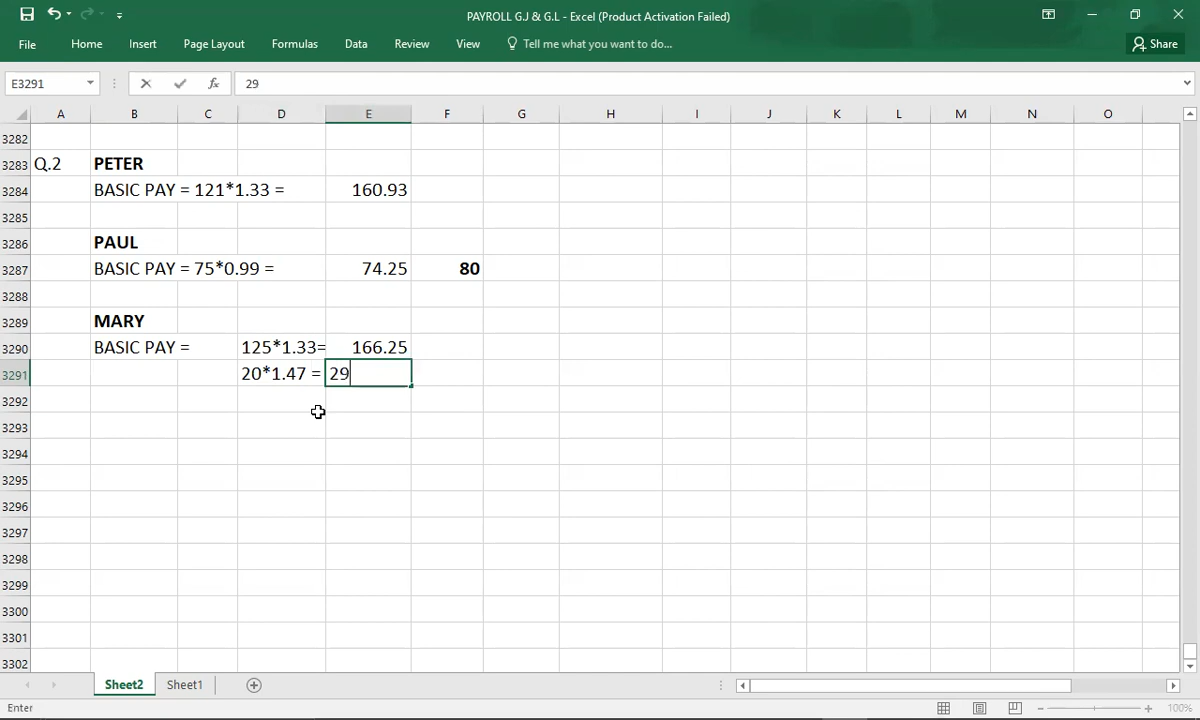 PAYROLL G.J & G.L - Excel (Product Activation Failed)
File Home Insert Page Layout Formulas Data Review View Tell me what you want to do... Share
E3291 fx 29
A B C D E F G H I J K L M N O
3282
3283 Q.2 PETER
3284 BASIC PAY = 121*1.33 = 160.93
3285
3286 PAUL
3287 BASIC PAY = 75*0.99 = 74.25 80
3288
3289 MARY
3290 BASIC PAY = 125*1.33= 166.25
3291 20*1.47 = 29
3292
3293
3294
3295
3296
3297
3298
3299
3300
3301
3302
Sheet2 Sheet1
Enter 100%